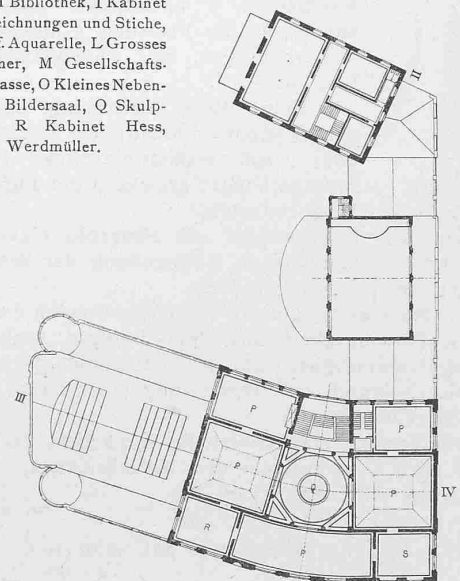 Bibliothek, I Kabinet
eichnungen und Stiche,
f. Aquarelle, L Grosses
er, M Gesellschafts-
asse, O Kleines Neben-
Bildersaal, Q Skulp-
R Kabinet Hess,
Werdmüller.
II
III
P
P
P
P
IV
Q
R
P
S